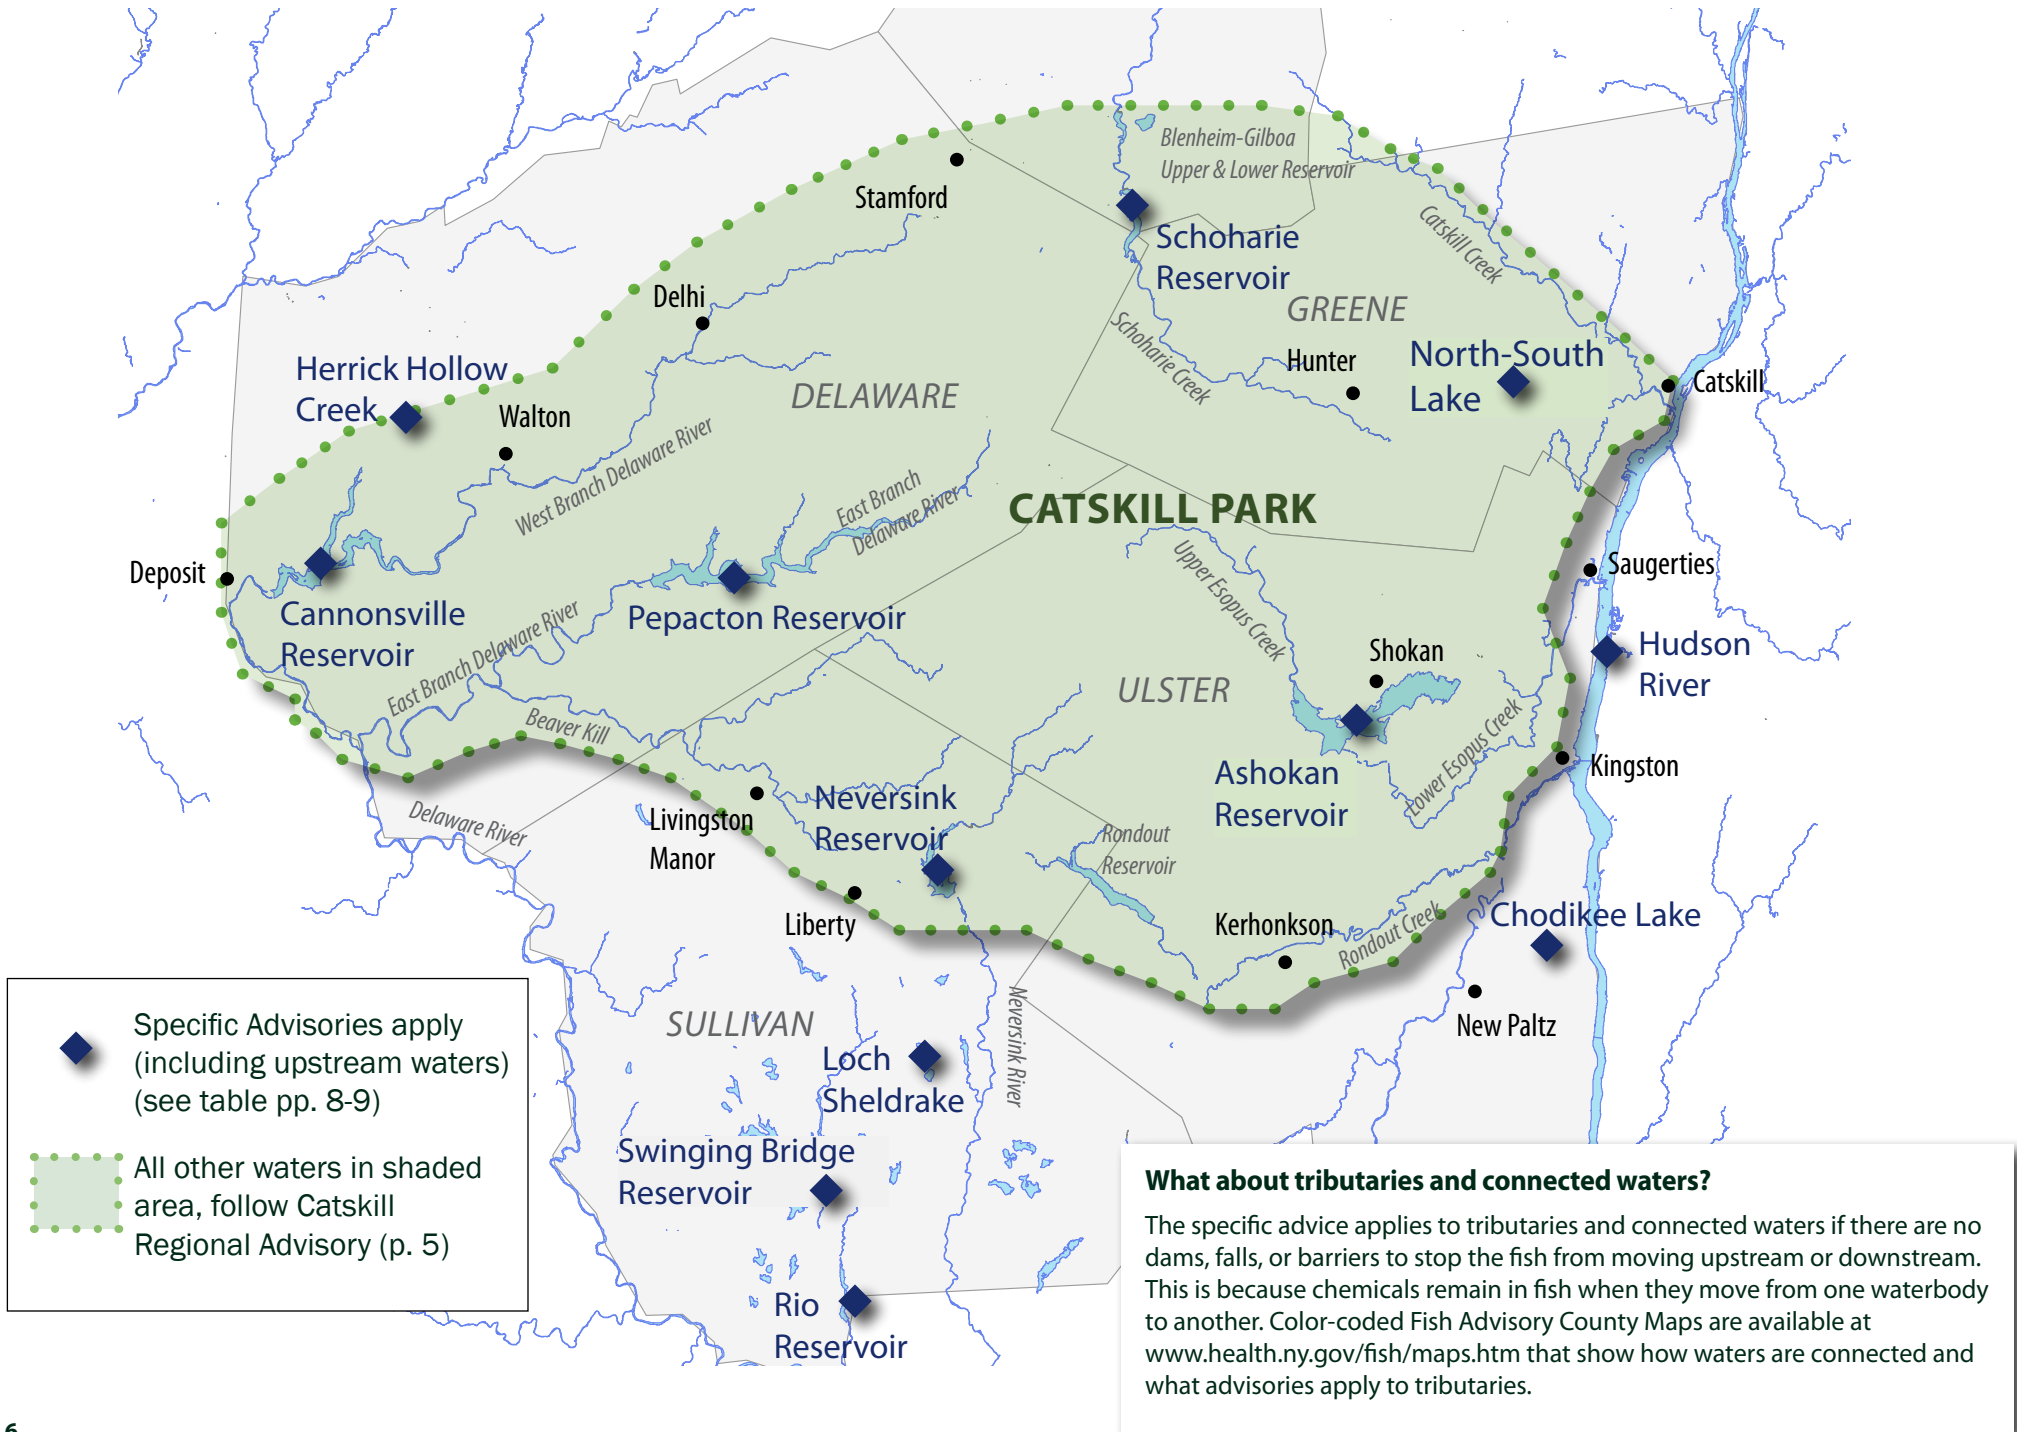 Blenheim-Gilboa
Upper & Lower Reservoir
Stamford
Catskill Creek
Schoharie
Reservoir
Delhi
GREENE
Schoharie Creek
Herrick Hollow
Creek
Hunter
North-South
Lake
Catskill
DELAWARE
Walton
West Branch Delaware River
East Branch
Delaware River
CATSKILL PARK
Deposit
Upper Esopus Creek
Saugerties
Cannonsville
Reservoir
Pepacton Reservoir
East Branch Delaware River
Shokan
Hudson
River
ULSTER
Beaver Kill
Lower Esopus Creek
Kingston
Ashokan
Reservoir
Neversink
Reservoir
Delaware River
Livingston
Manor
Rondout
Reservoir
Liberty
Kerhonkson
Rondout Creek
Chodikee Lake
New Paltz
Neversink River
SULLIVAN
Loch
Sheldrake
Swinging Bridge
Reservoir
Rio
Reservoir
Specific Advisories apply
(including upstream waters)
(see table pp. 8-9)
All other waters in shaded
area, follow Catskill
Regional Advisory (p. 5)
What about tributaries and connected waters?
The specific advice applies to tributaries and connected waters if there are no
dams, falls, or barriers to stop the fish from moving upstream or downstream.
This is because chemicals remain in fish when they move from one waterbody
to another. Color-coded Fish Advisory County Maps are available at
www.health.ny.gov/fish/maps.htm that show how waters are connected and
what advisories apply to tributaries.
6